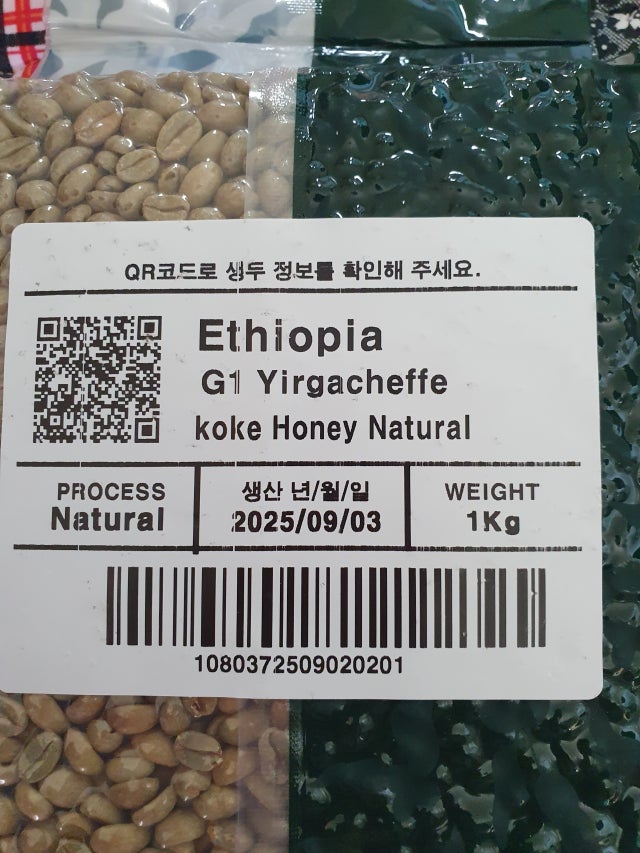 QR코드로 생두 정보를 확인해 주세요.
Ethiopia
G1 Yirgacheffe
koke Honey Natural
PROCESS
Natural
생산 년/월/일
2025/09/03
WEIGHT
1Kg
1080372509020201